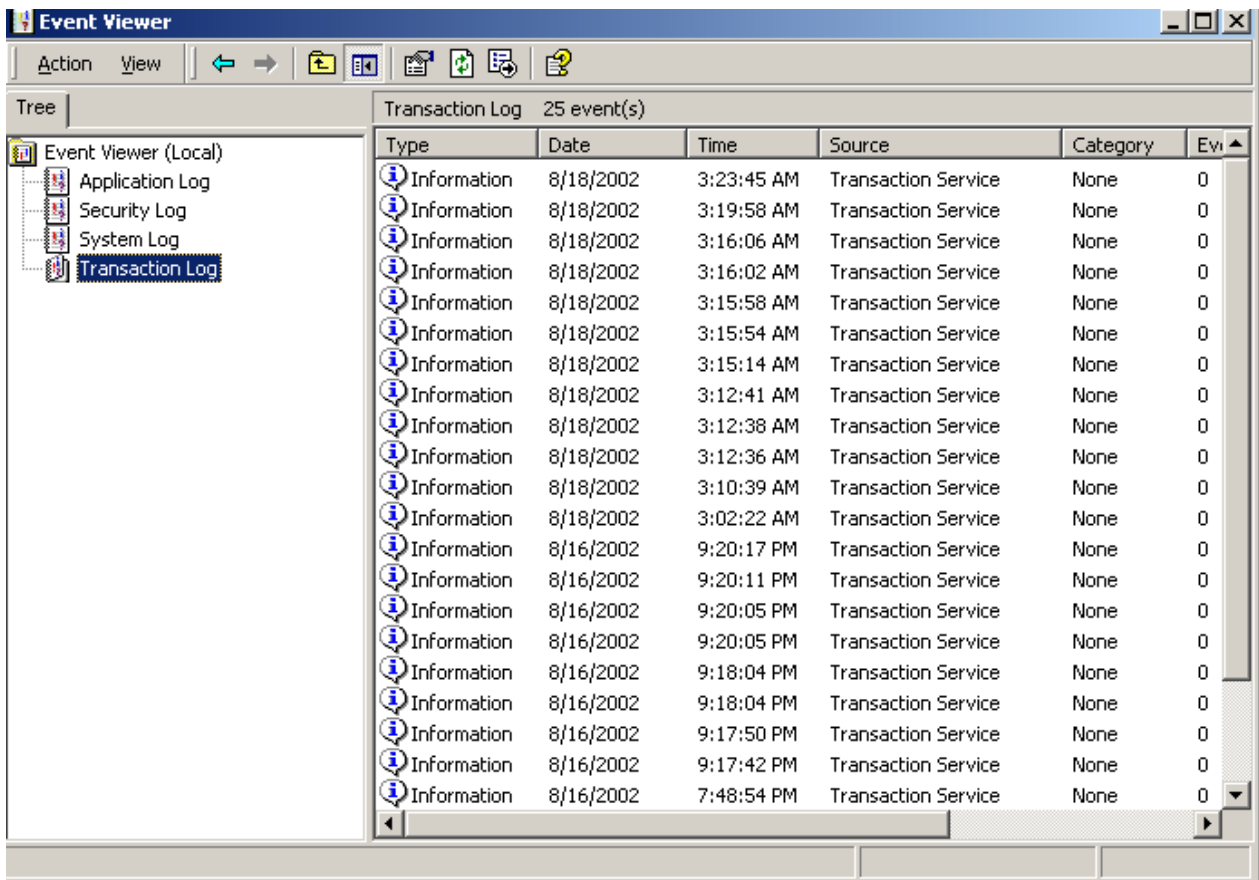 Event Viewer
Action View
Tree
Transaction Log 25 event(s)
Event Viewer (Local)
Application Log
Security Log
System Log
Transaction Log
Type Date Time Source Category
Information 8/18/2002 3:23:45 AM Transaction Service None 0
Information 8/18/2002 3:19:58 AM Transaction Service None 0
Information 8/18/2002 3:16:06 AM Transaction Service None 0
Information 8/18/2002 3:16:02 AM Transaction Service None 0
Information 8/18/2002 3:15:58 AM Transaction Service None 0
Information 8/18/2002 3:15:54 AM Transaction Service None 0
Information 8/18/2002 3:15:14 AM Transaction Service None 0
Information 8/18/2002 3:12:41 AM Transaction Service None 0
Information 8/18/2002 3:12:38 AM Transaction Service None 0
Information 8/18/2002 3:12:36 AM Transaction Service None 0
Information 8/18/2002 3:10:39 AM Transaction Service None 0
Information 8/18/2002 3:02:22 AM Transaction Service None 0
Information 8/16/2002 9:20:17 PM Transaction Service None 0
Information 8/16/2002 9:20:11 PM Transaction Service None 0
Information 8/16/2002 9:20:05 PM Transaction Service None 0
Information 8/16/2002 9:20:05 PM Transaction Service None 0
Information 8/16/2002 9:18:04 PM Transaction Service None 0
Information 8/16/2002 9:18:04 PM Transaction Service None 0
Information 8/16/2002 9:17:50 PM Transaction Service None 0
Information 8/16/2002 9:17:42 PM Transaction Service None 0
Information 8/16/2002 7:48:54 PM Transaction Service None 0